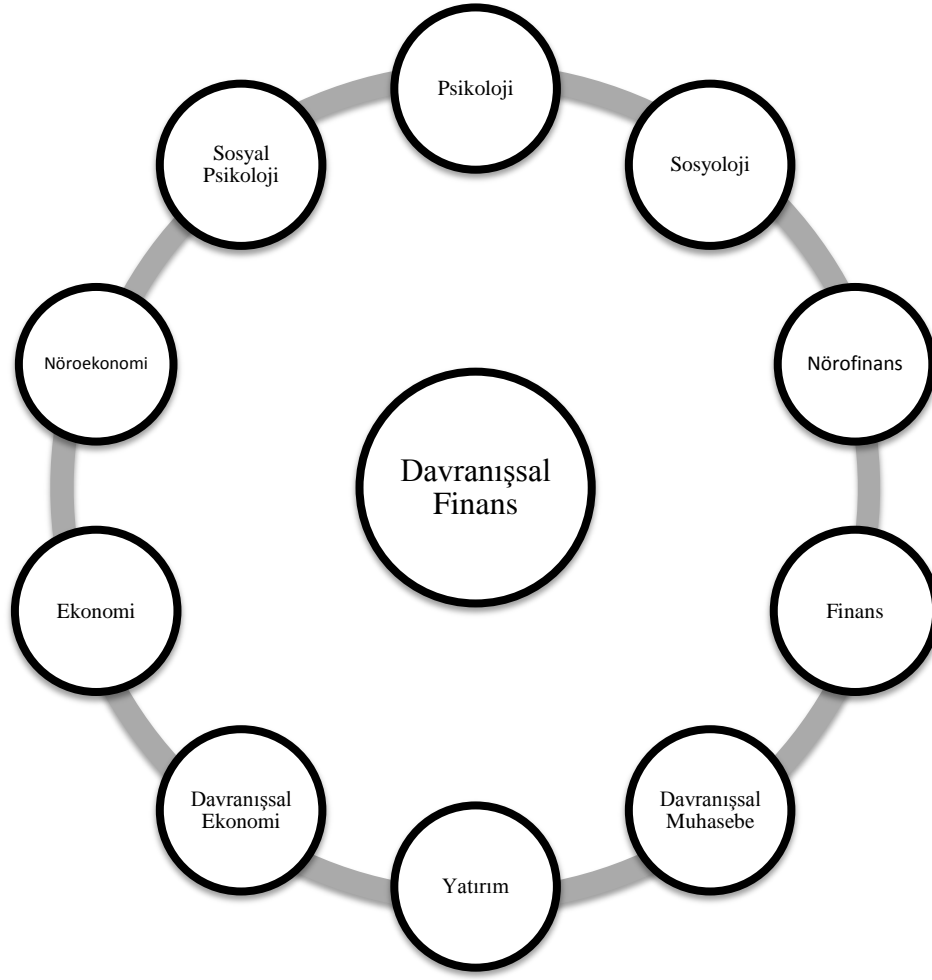 Psikoloji
Sosyal
Psikoloji
Sosyoloji
Nöroekonomi
Nörofinans
Davranışsal
Finans
Ekonomi
Finans
Davranışsal
Ekonomi
Davranışsal
Muhasebe
Yatırım